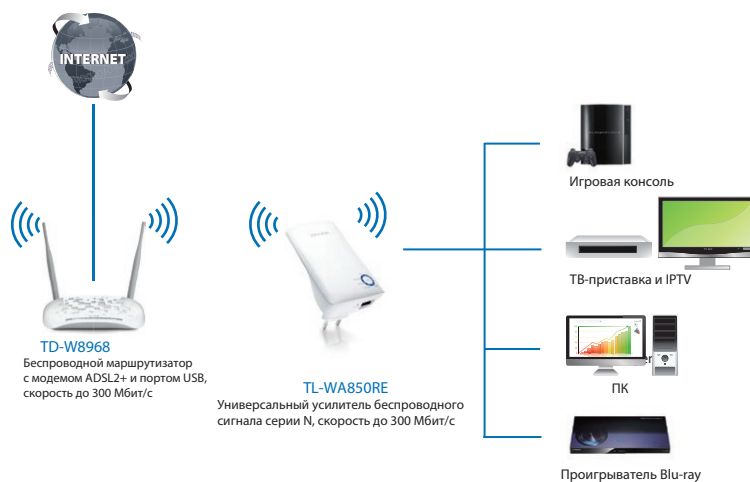 INTERNET
Игровая консоль
ТВ-приставка и IPTV
TD-W8968
Беспроводной маршрутизатор
с модемом ADSL2+ и портом USB,
скорость до 300 Мбит/с
TL-WA850RE
Универсальный усилитель беспроводного
сигнала серии N, скорость до 300 Мбит/с
ПК
Проигрыватель Blu-ray